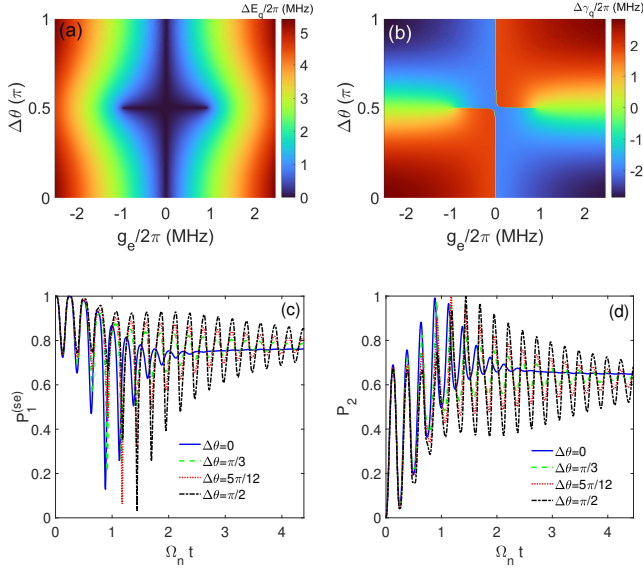 (a)
ΔE_q/2π (MHz)
1
0.5
0
Δθ (π)
-2 -1 0 1 2
g_e/2π (MHz)
5
4
3
2
1
0
(b)
Δγ_q/2π (MHz)
1
0.5
0
Δθ (π)
-2 -1 0 1 2
g_e/2π (MHz)
2
1
0
-1
-2
(c)
1
0.8
0.6
0.4
0.2
0
P_1^(se)
Δθ=0
Δθ=π/3
Δθ=5π/12
Δθ=π/2
0 1 2 3 4
Ω_n t
(d)
1
0.8
0.6
0.4
0.2
0
P_2
Δθ=0
Δθ=π/3
Δθ=5π/12
Δθ=π/2
0 1 2 3 4
Ω_n t